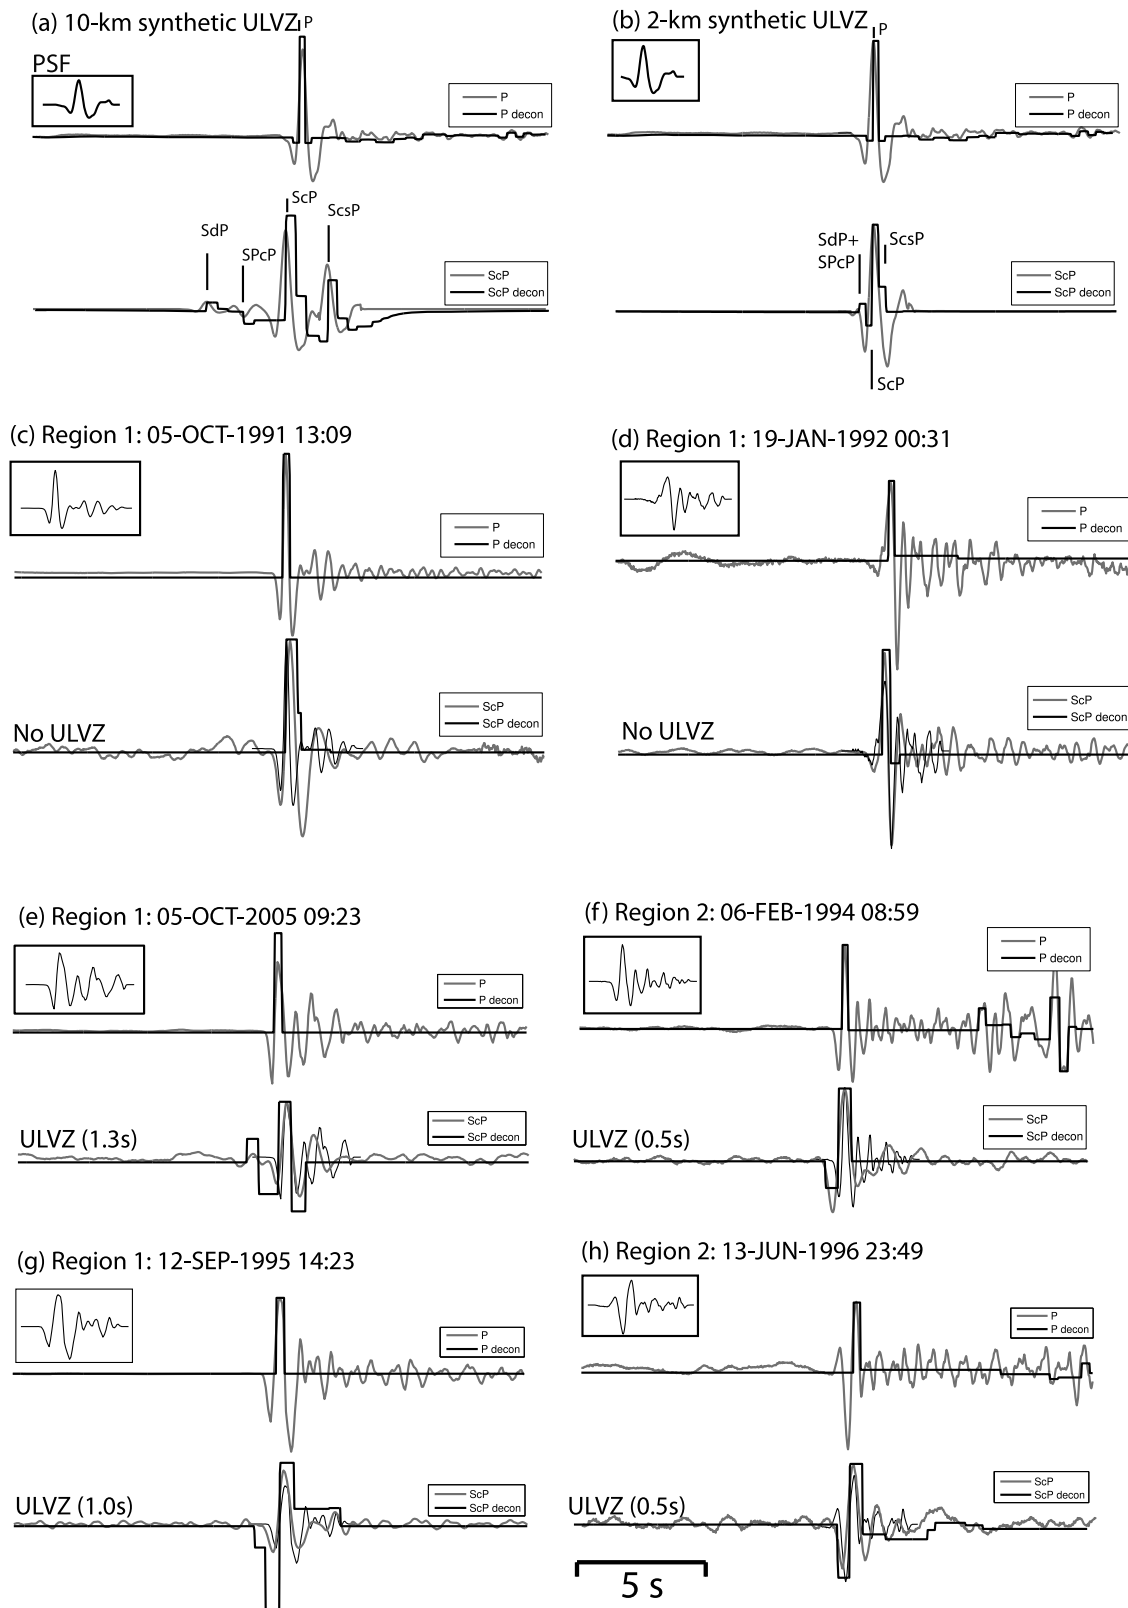 (a) 10-km synthetic ULVZ
P
PSF
P
P decon
ScP
ScsP
SdP
SPcP
ScP
ScP decon
(b) 2-km synthetic ULVZ
P
P
P decon
SdP+
SPcP
ScsP
ScP
ScP decon
ScP
(c) Region 1: 05-OCT-1991 13:09
P
P decon
No ULVZ
ScP
ScP decon
(d) Region 1: 19-JAN-1992 00:31
P
P decon
No ULVZ
ScP
ScP decon
(e) Region 1: 05-OCT-2005 09:23
P
P decon
ULVZ (1.3s)
ScP
ScP decon
(f) Region 2: 06-FEB-1994 08:59
P
P decon
ULVZ (0.5s)
ScP
ScP decon
(g) Region 1: 12-SEP-1995 14:23
P
P decon
ULVZ (1.0s)
ScP
ScP decon
(h) Region 2: 13-JUN-1996 23:49
P
P decon
ULVZ (0.5s)
ScP
ScP decon
5 s